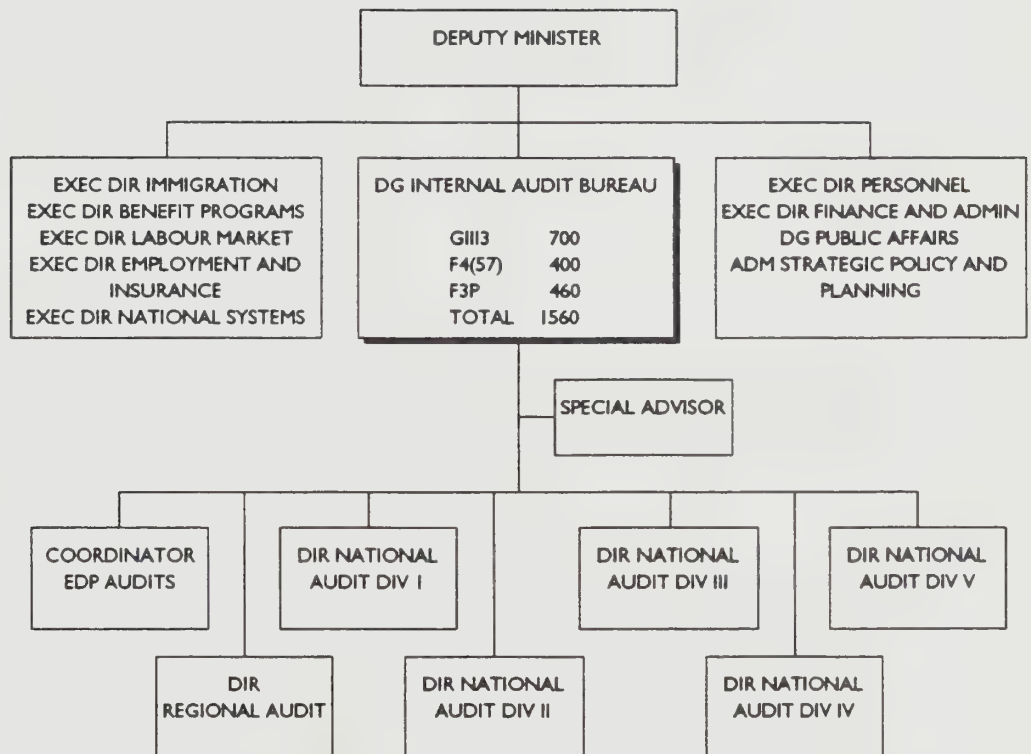 DEPUTY MINISTER
EXEC DIR IMMIGRATION
EXEC DIR BENEFIT PROGRAMS
EXEC DIR LABOUR MARKET
EXEC DIR EMPLOYMENT AND
INSURANCE
EXEC DIR NATIONAL SYSTEMS
DG INTERNAL AUDIT BUREAU
GIII3 700
F4(57) 400
F3P 460
TOTAL 1560
EXEC DIR PERSONNEL
EXEC DIR FINANCE AND ADMIN
DG PUBLIC AFFAIRS
ADM STRATEGIC POLICY AND
PLANNING
SPECIAL ADVISOR
COORDINATOR
EDP AUDITS
DIR NATIONAL
AUDIT DIV I
DIR NATIONAL
AUDIT DIV III
DIR NATIONAL
AUDIT DIV V
DIR
REGIONAL AUDIT
DIR NATIONAL
AUDIT DIV II
DIR NATIONAL
AUDIT DIV IV